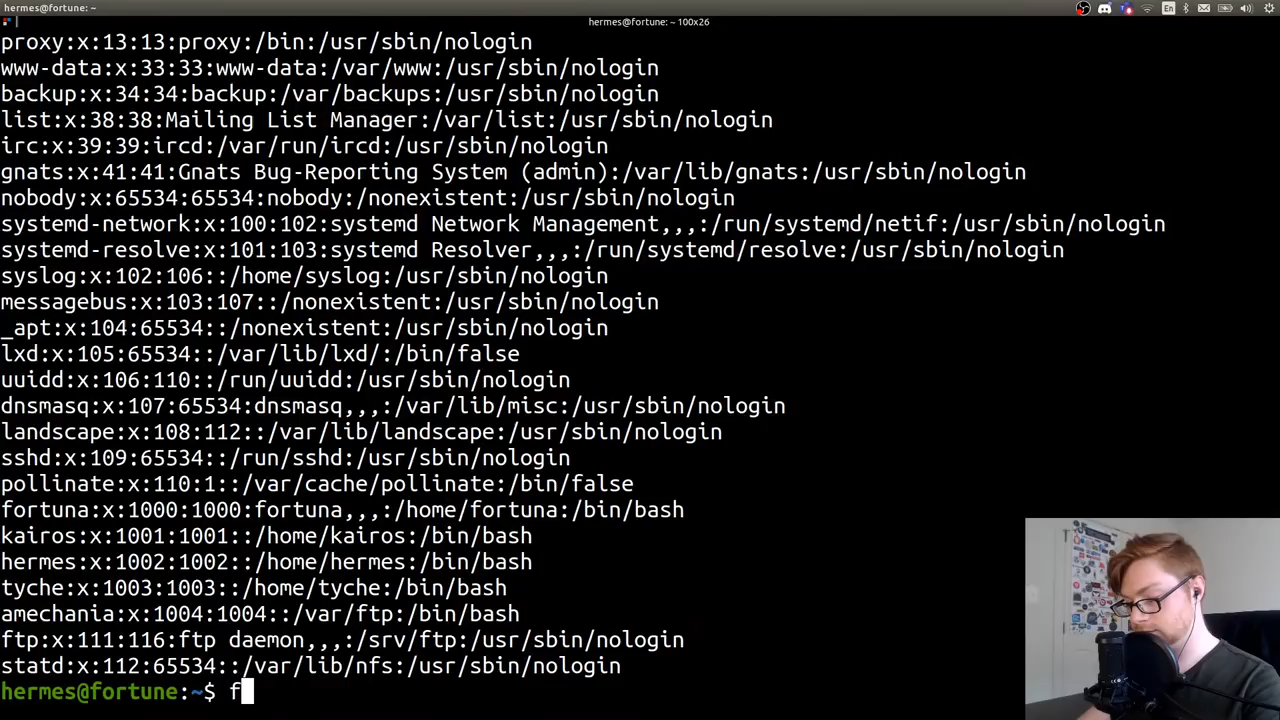 hermes@fortune: ~
En
hermes@fortune: ~ 100x26
proxy:x:13:13:proxy:/bin:/usr/sbin/nologin
www-data:x:33:33:www-data:/var/www:/usr/sbin/nologin
backup:x:34:34:backup:/var/backups:/usr/sbin/nologin
list:x:38:38:Mailing List Manager:/var/list:/usr/sbin/nologin
irc:x:39:39:ircd:/var/run/ircd:/usr/sbin/nologin
gnats:x:41:41:Gnats Bug-Reporting System (admin):/var/lib/gnats:/usr/sbin/nologin
nobody:x:65534:65534:nobody:/nonexistent:/usr/sbin/nologin
systemd-network:x:100:102:systemd Network Management,,,:/run/systemd/netif:/usr/sbin/nologin
systemd-resolve:x:101:103:systemd Resolver,,,:/run/systemd/resolve:/usr/sbin/nologin
syslog:x:102:106::/home/syslog:/usr/sbin/nologin
messagebus:x:103:107::/nonexistent:/usr/sbin/nologin
_apt:x:104:65534::/nonexistent:/usr/sbin/nologin
lxd:x:105:65534::/var/lib/lxd/:/bin/false
uuidd:x:106:110::/run/uuidd:/usr/sbin/nologin
dnsmasq:x:107:65534:dnsmasq,,,:/var/lib/misc:/usr/sbin/nologin
landscape:x:108:112::/var/lib/landscape:/usr/sbin/nologin
sshd:x:109:65534::/run/sshd:/usr/sbin/nologin
pollinate:x:110:1::/var/cache/pollinate:/bin/false
fortuna:x:1000:1000:fortuna,,,:/home/fortuna:/bin/bash
kairos:x:1001:1001::/home/kairos:/bin/bash
hermes:x:1002:1002::/home/hermes:/bin/bash
tyche:x:1003:1003::/home/tyche:/bin/bash
amechania:x:1004:1004::/var/ftp:/bin/bash
ftp:x:111:116:ftp daemon,,,:/srv/ftp:/usr/sbin/nologin
statd:x:112:65534::/var/lib/nfs:/usr/sbin/nologin
hermes@fortune:~$ f